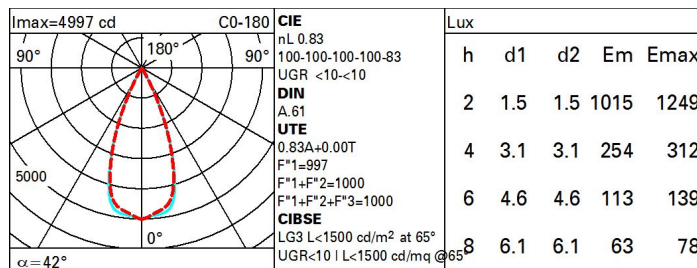 Imax=4997 cd C0-180
90° 180° 90°
5000
0°
α=42°
CIE
nL 0.83
100-100-100-100-83
UGR <10-<10
DIN
A.61
UTE
0.83A+0.00T
F"1=997
F"1+F"2=1000
F"1+F"2+F"3=1000
CIBSE
LG3 L<1500 cd/m² at 65°
UGR<10 | L<1500 cd/mq @65°
Lux
h d1 d2 Em Emax
2 1.5 1.5 1015 1249
4 3.1 3.1 254 312
6 4.6 4.6 113 139
8 6.1 6.1 63 78